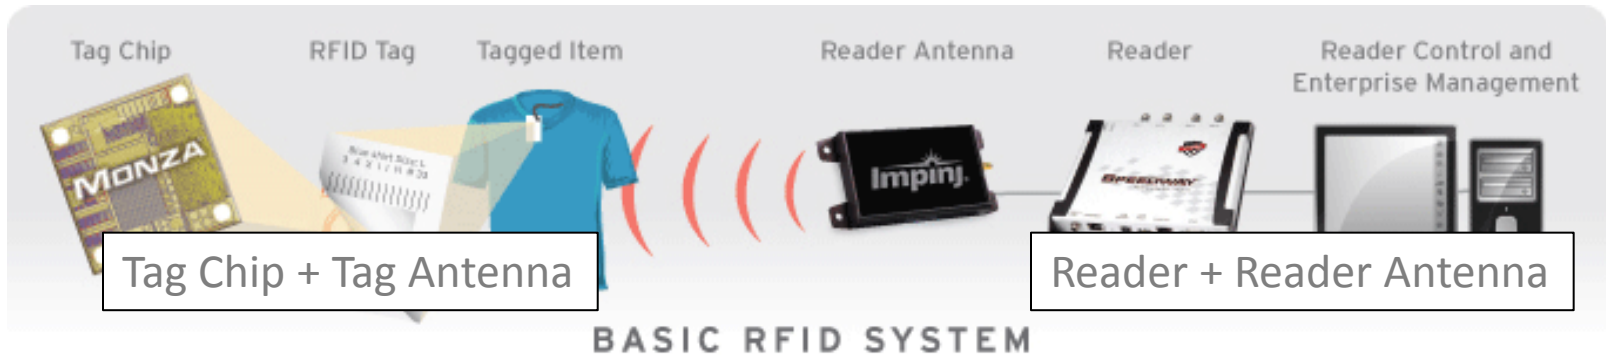 Tag Chip
RFID Tag
Tagged Item
Reader Antenna
Reader
Reader Control and
Enterprise Management
MONZA
Impinj
SPEEDWAY
Tag Chip + Tag Antenna
Reader + Reader Antenna
BASIC RFID SYSTEM